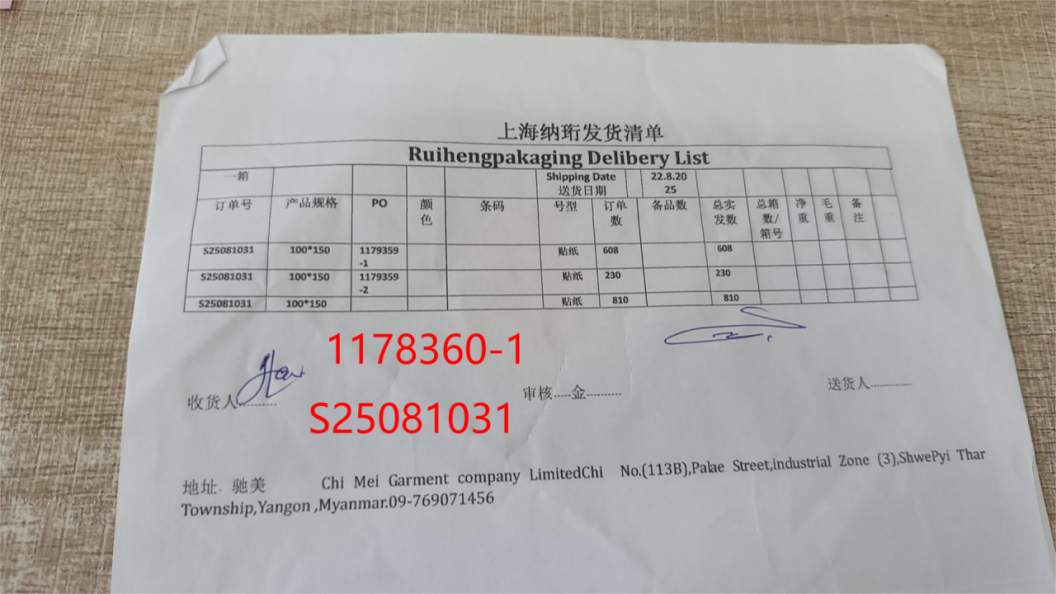 上海纳珩发货清单
Ruihengpakaging Delibery List
一箱 Shipping Date 送货日期 22.8.2025
订单号 产品规格 PO 颜色 条码 号型 订单数 备品数 总实发数 总箱数/箱号 净重 毛重 备注
S25081031 100*150 1179359-1 贴纸 608 608
S25081031 100*150 1179359-2 贴纸 230 230
S25081031 100*150 贴纸 810 810
1178360-1
收货人............ 审核.....金.......... 送货人............
S25081031
地址. 驰美 Chi Mei Garment company LimitedChi No.(113B),Palae Street,industrial Zone (3),ShwePyi Thar
Township,Yangon ,Myanmar.09-769071456